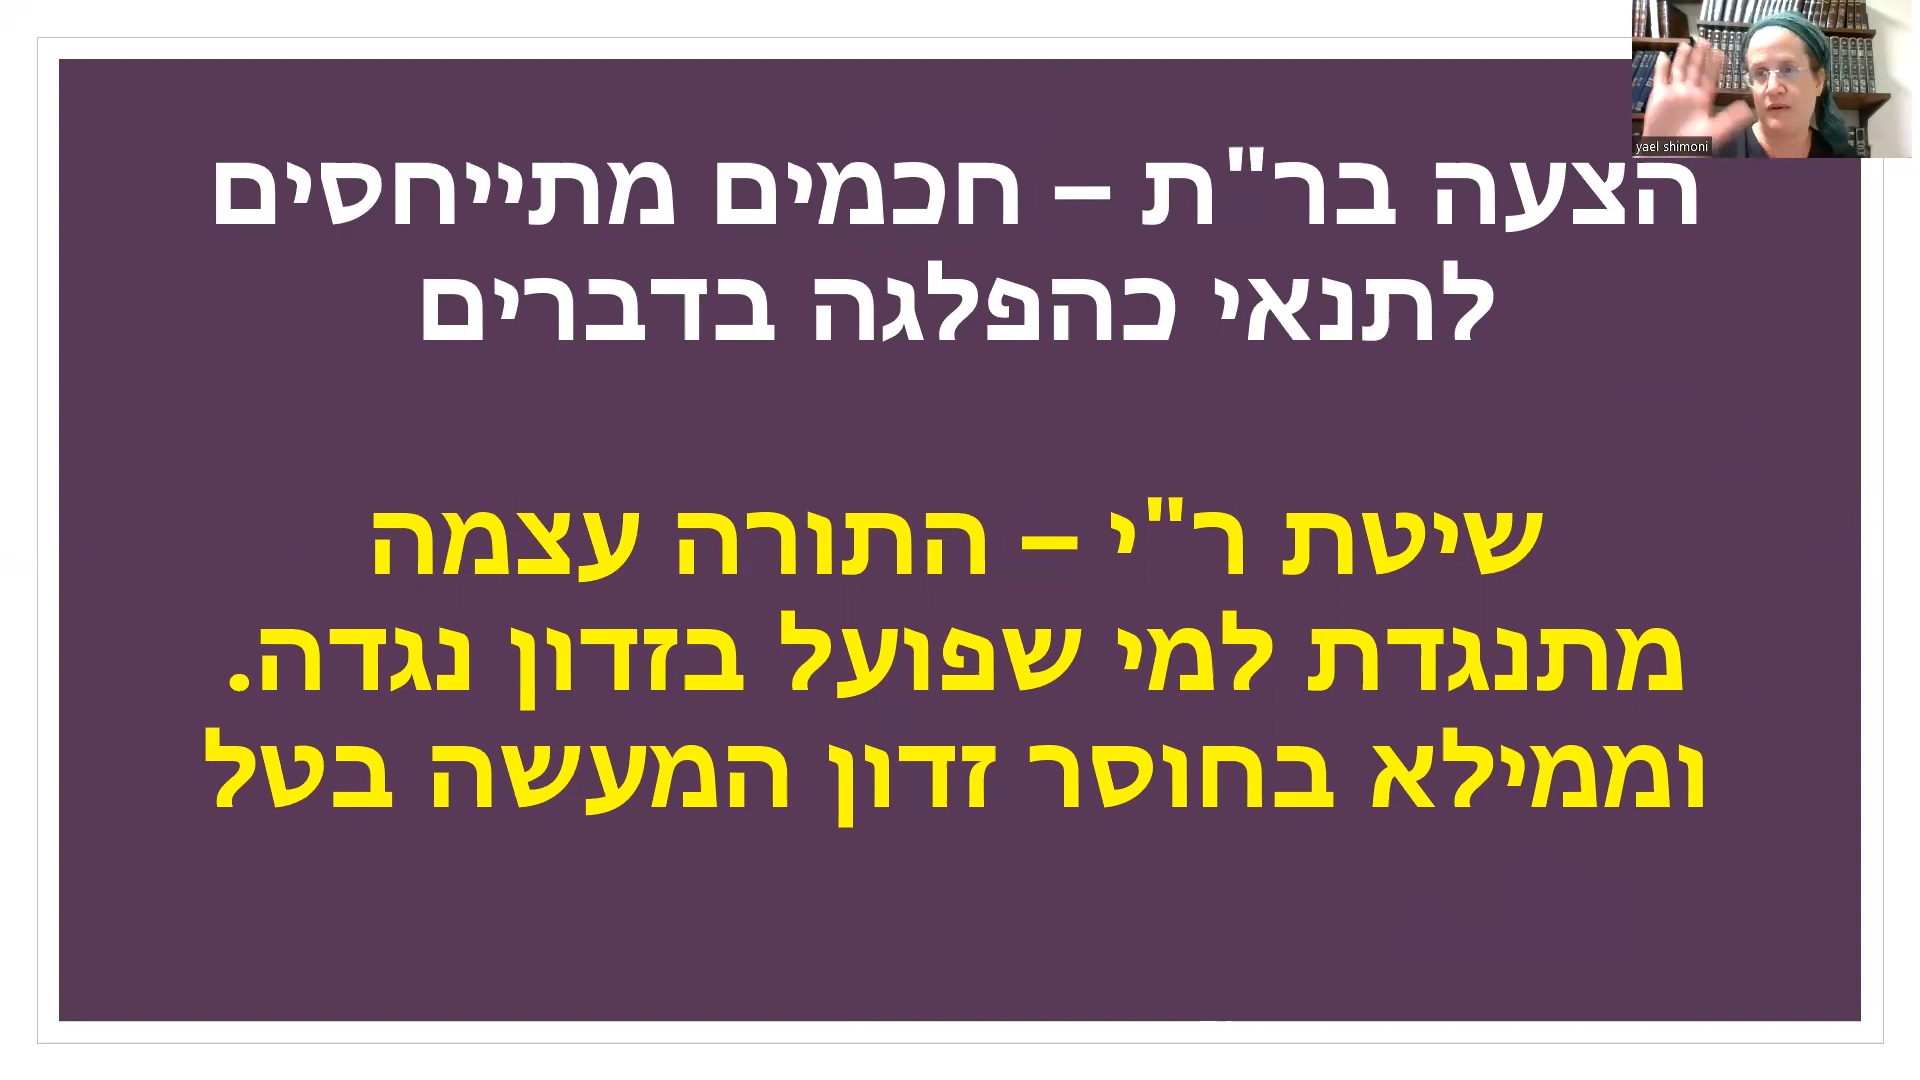 yael shimoni
הצעה בר"ת – חכמים מתייחסים
לתנאי כהפלגה בדברים
שיטת ר"י – התורה עצמה
מתנגדת למי שפועל בזדון נגדה.
וממילא בחוסר זדון המעשה בטל